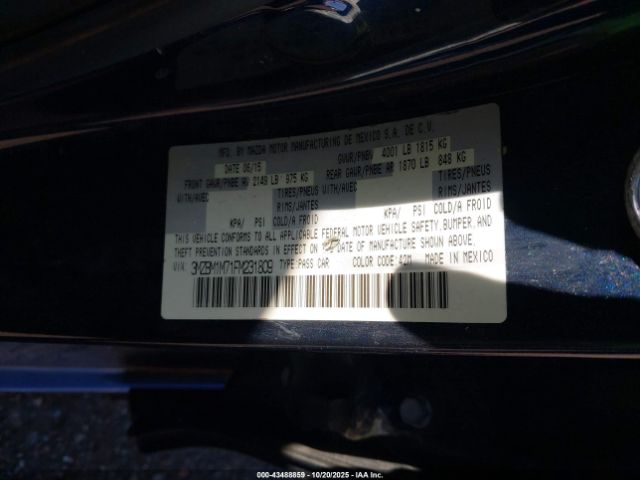 MFG. BY MAZDA MOTOR MANUFACTURING DE MEXICO S.A. DE C.V.
DATE 06/15 GVWR/PNBV 4001 LB 1815 KG
FRONT GAWR/PNBE AV 2149 LB 975 KG REAR GAWR/PNBE AR 1870 LB 848 KG
WITH/AVEC TIRES/PNEUS WITH/AVEC TIRES/PNEUS
RIMS/JANTES RIMS/JANTES
KPA/ PSI COLD/A FROID KPA/ PSI COLD/A FROID
THIS VEHICLE CONFORMS TO ALL APPLICABLE FEDERAL MOTOR VEHICLE SAFETY, BUMPER, AND
THEFT PREVENTION STANDARDS IN EFFECT ON DATE OF MANUFACTURE SHOWN ABOVE.
VIN: 3MZBM1M71FM231809 TYPE PASS CAR COLOR CODE 42M MADE IN MEXICO
000-43488859 - 10/20/2025 - IAA Inc.